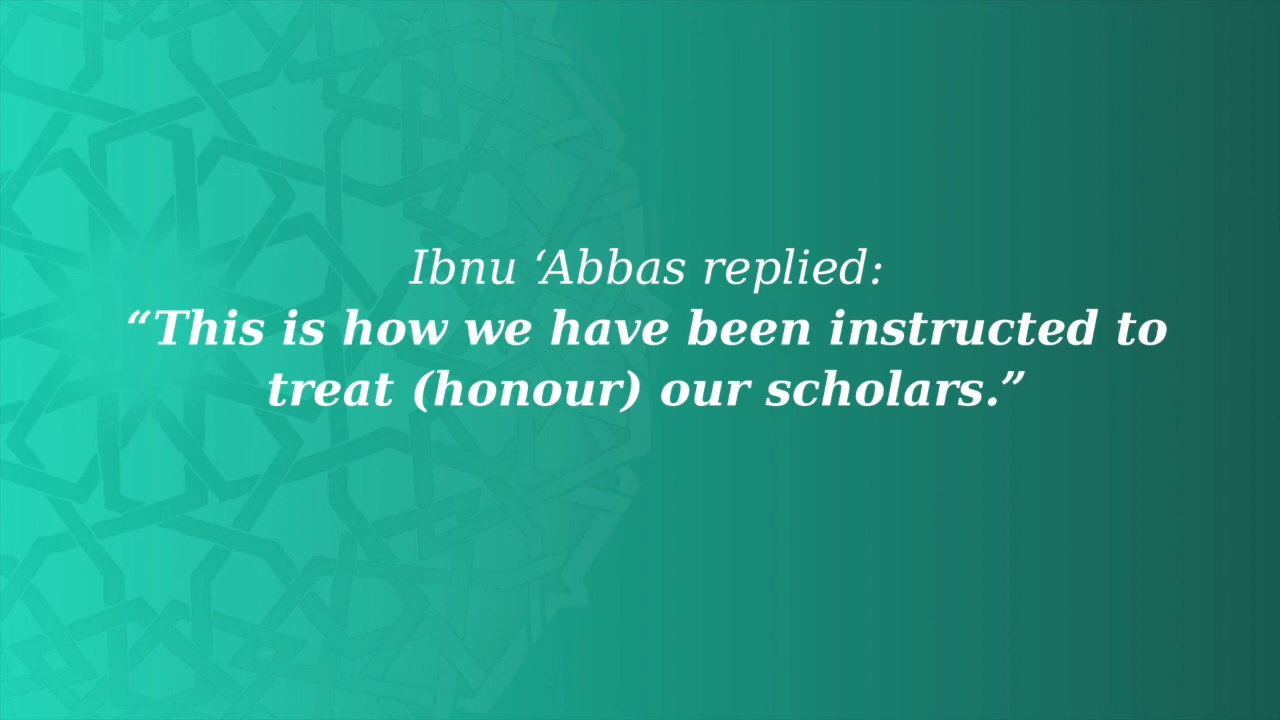 Ibnu ‘Abbas replied:
“This is how we have been instructed to
treat (honour) our scholars.”